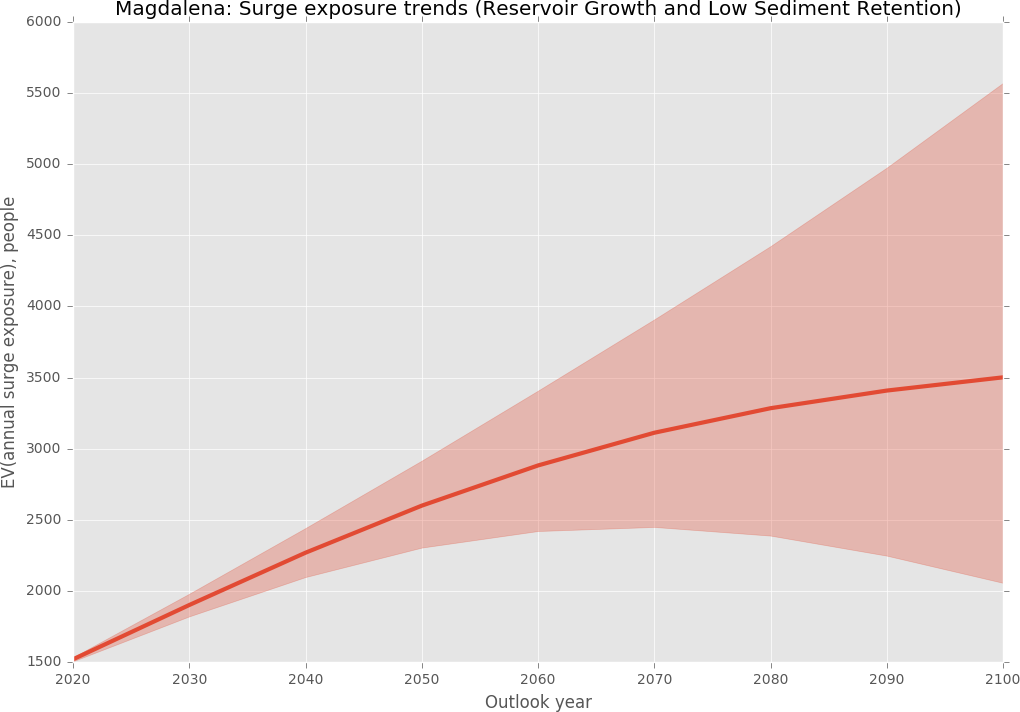 Magdalena: Surge exposure trends (Reservoir Growth and Low Sediment Retention)
6000
5500
5000
4500
4000
3500
3000
2500
2000
1500
EV(annual surge exposure), people
2020 2030 2040 2050 2060 2070 2080 2090 2100
Outlook year